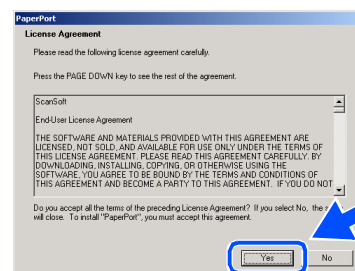 PaperPort
License Agreement
Please read the following license agreement carefully.
Press the PAGE DOWN key to see the rest of the agreement.
ScanSoft
End-User License Agreement
THE SOFTWARE AND MATERIALS PROVIDED WITH THIS AGREEMENT ARE
LICENSED, NOT SOLD, AND AVAILABLE FOR USE ONLY UNDER THE TERMS OF
THIS LICENSE AGREEMENT. PLEASE READ THIS AGREEMENT CAREFULLY. BY
DOWNLOADING, INSTALLING, COPYING, OR OTHERWISE USING THE
SOFTWARE, YOU AGREE TO BE BOUND BY THE TERMS AND CONDITIONS OF
THIS AGREEMENT AND BECOME A PARTY TO THIS AGREEMENT. IF YOU DO NOT
Do you accept all the terms of the preceding License Agreement? If you select No, the
will close. To install "PaperPort", you must accept this agreement.
Yes
No